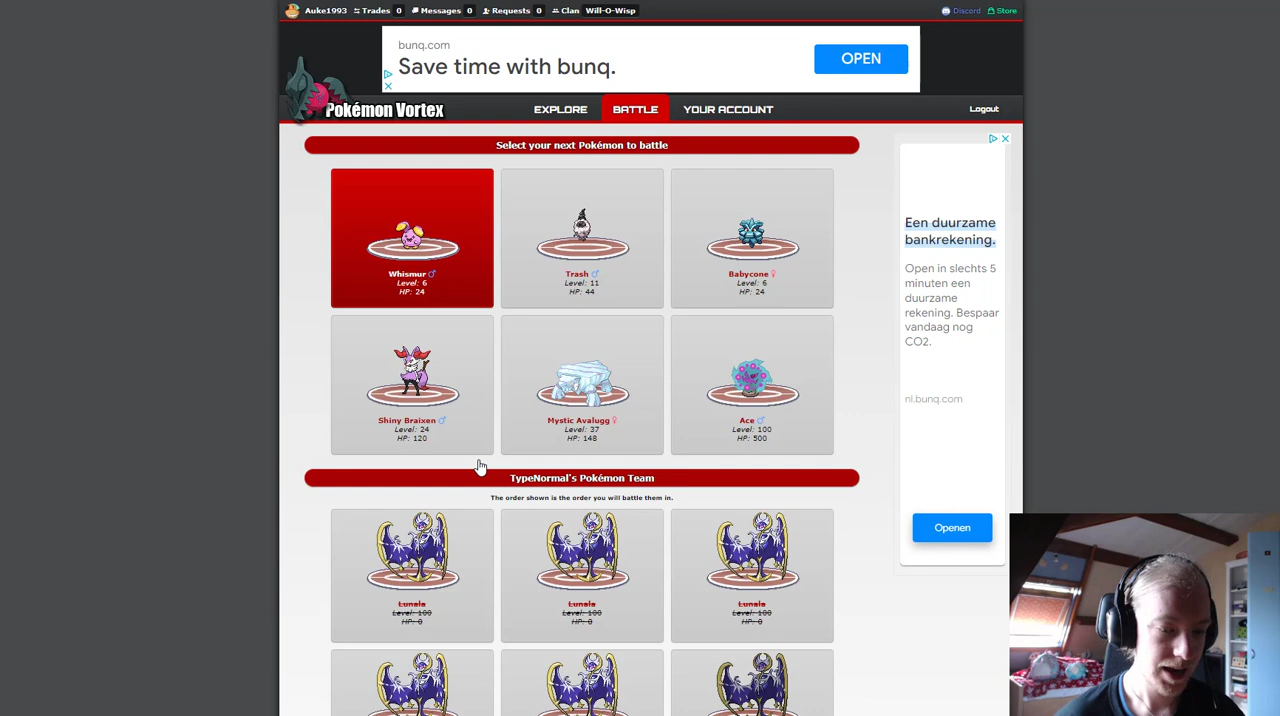 Auke1993 Trades 0 Messages 0 Requests 0 Clan Will-O-Wisp Discord Store
bunq.com
Save time with bunq.
OPEN
Pokémon Vortex
EXPLORE BATTLE YOUR ACCOUNT Logout
Select your next Pokémon to battle
Whismur ♂
Level: 6
HP: 24
Trash ♂
Level: 11
HP: 44
Babycone ♀
Level: 6
HP: 24
Shiny Braixen ♂
Level: 24
HP: 120
Mystic Avalugg ♀
Level: 37
HP: 148
Ace ♂
Level: 100
HP: 500
TypeNormal's Pokémon Team
The order shown is the order you will battle them in.
Lunala
Level: 100
HP: 0
Lunala
Level: 100
HP: 0
Lunala
Level: 100
HP: 0
Een duurzame
bankrekening.
Open in slechts 5
minuten een
duurzame
rekening. Bespaar
vandaag nog
CO2.
nl.bunq.com
Openen